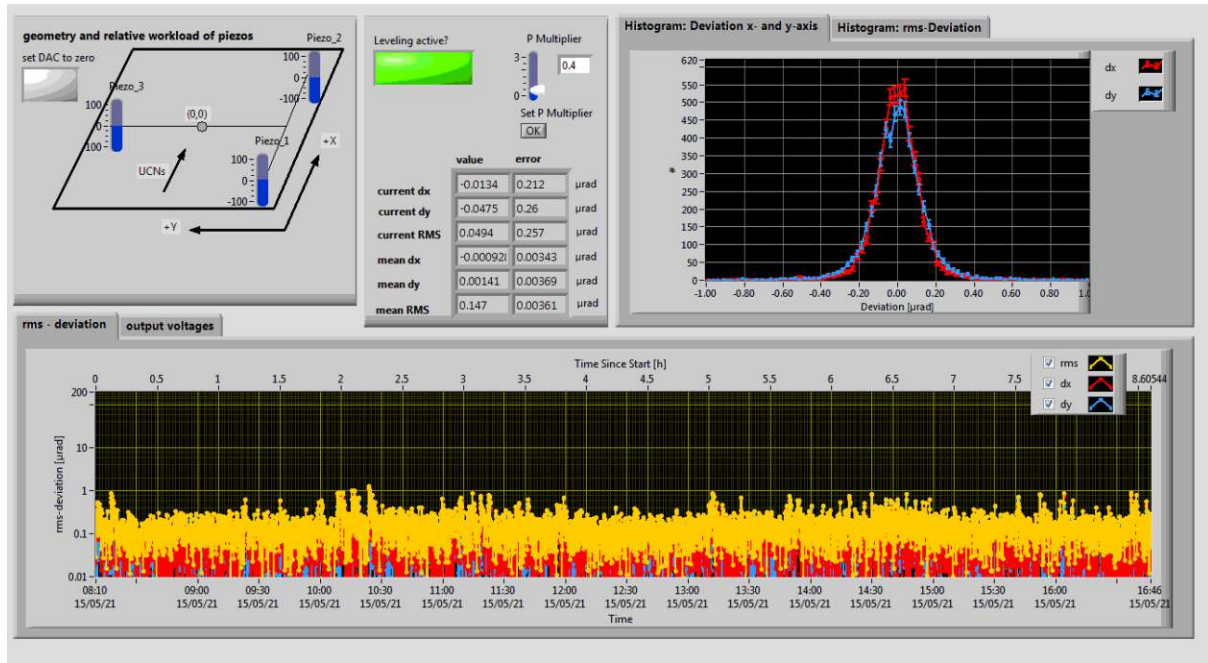 geometry and relative workload of piezos
set DAC to zero
Piezo_2
100
0
-100
Piezo_3
100
0
100
(0,0)
Piezo_1
100
0
-100
+X
UCNs
+Y
Leveling active?
P Multiplier
3
0
0.4
Set P Multiplier
OK
value error
current dx -0.0134 0.212 µrad
current dy -0.0475 0.26 µrad
current RMS 0.0494 0.257 µrad
mean dx -0.000928 0.00343 µrad
mean dy 0.00141 0.00369 µrad
mean RMS 0.147 0.00361 µrad
Histogram: Deviation x- and y-axis Histogram: rms-Deviation
620
550
500
450
400
350
300
250
200
150
100
50
0
#
-1.00 -0.80 -0.60 -0.40 -0.20 0.00 0.20 0.40 0.60 0.80 1.0
Deviation [µrad]
dx
dy
rms - deviation output voltages
Time Since Start [h]
0 0.5 1 1.5 2 2.5 3 3.5 4 4.5 5 5.5 6 6.5 7 7.5 8.60544
rms
dx
dy
200
10
1
0.1
0.01
rms-deviation [µrad]
08:10 09:00 09:30 10:00 10:30 11:00 11:30 12:00 12:30 13:00 13:30 14:00 14:30 15:00 15:30 16:00 16:46
15/05/21 15/05/21 15/05/21 15/05/21 15/05/21 15/05/21 15/05/21 15/05/21 15/05/21 15/05/21 15/05/21 15/05/21 15/05/21 15/05/21 15/05/21 15/05/21 15/05/21
Time